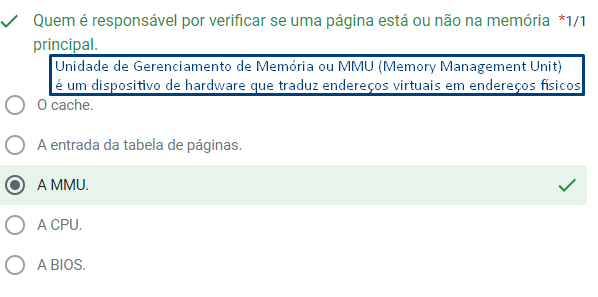 Quem é responsável por verificar se uma página está ou não na memória *1/1
principal.
Unidade de Gerenciamento de Memória ou MMU (Memory Management Unit)
é um dispositivo de hardware que traduz endereços virtuais em endereços físicos
O cache.
A entrada da tabela de páginas.
A MMU.
A CPU.
A BIOS.